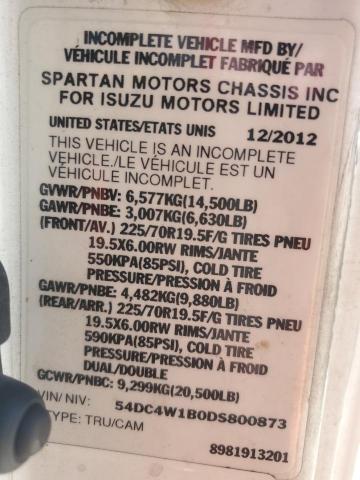 INCOMPLETE VEHICLE MFD BY/
VÉHICULE INCOMPLET FABRIQUÉ PAR
SPARTAN MOTORS CHASSIS INC
FOR ISUZU MOTORS LIMITED
UNITED STATES/ETATS UNIS 12/2012
THIS VEHICLE IS AN INCOMPLETE
VEHICLE./LE VÉHICULE EST UN
VÉHICULE INCOMPLET.
GVWR/PNBV: 6,577KG(14,500LB)
GAWR/PNBE: 3,007KG(6,630LB)
(FRONT/AV.) 225/70R19.5F/G TIRES PNEU
19.5X6.00RW RIMS/JANTE
550KPA(85PSI), COLD TIRE
PRESSURE/PRESSION À FROID
GAWR/PNBE: 4,482KG(9,880LB)
(REAR/ARR.) 225/70R19.5F/G TIRES PNEU
19.5X6.00RW RIMS/JANTE
590KPA(85PSI), COLD TIRE
PRESSURE/PRESSION À FROID
DUAL/DOUBLE
GCWR/PNBC: 9,299KG(20,500LB)
VIN/ NIV: 54DC4W1B0DS800873
TYPE: TRU/CAM
8981913201